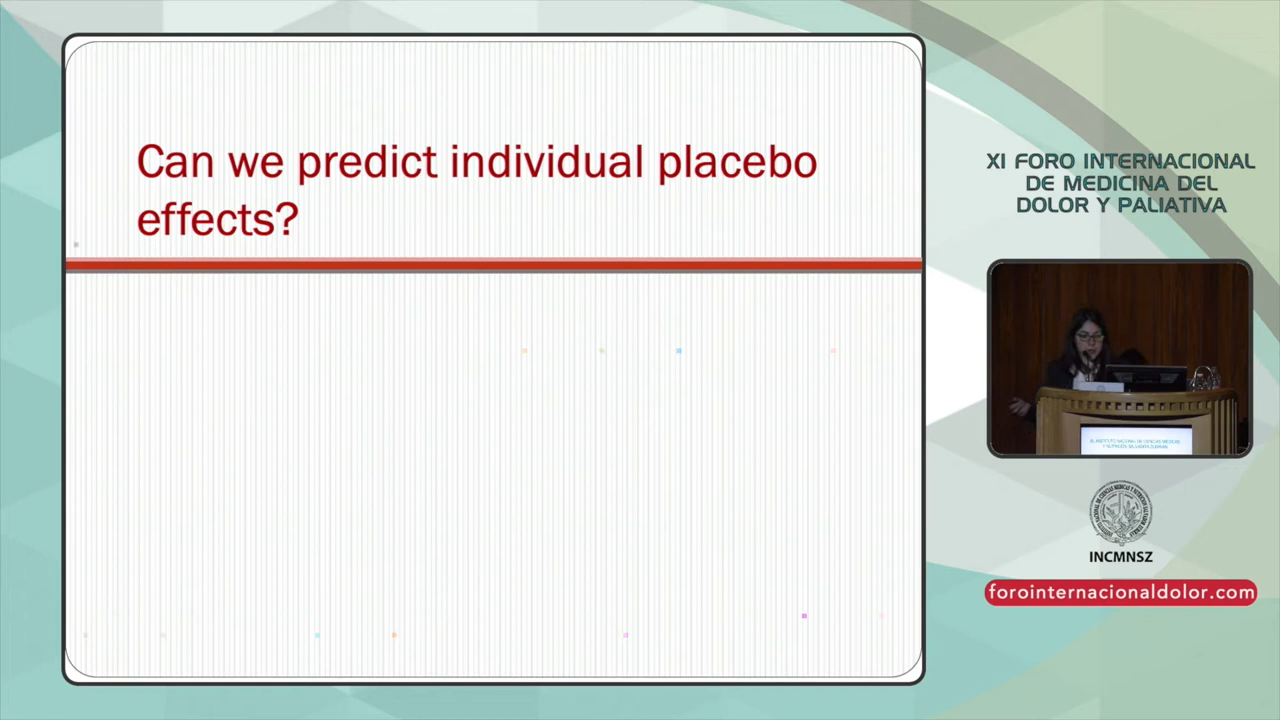 Can we predict individual placebo
effects?
XI FORO INTERNACIONAL
DE MEDICINA DEL
DOLOR Y PALIATIVA
INCMNSZ
forointernacionaldolor.com